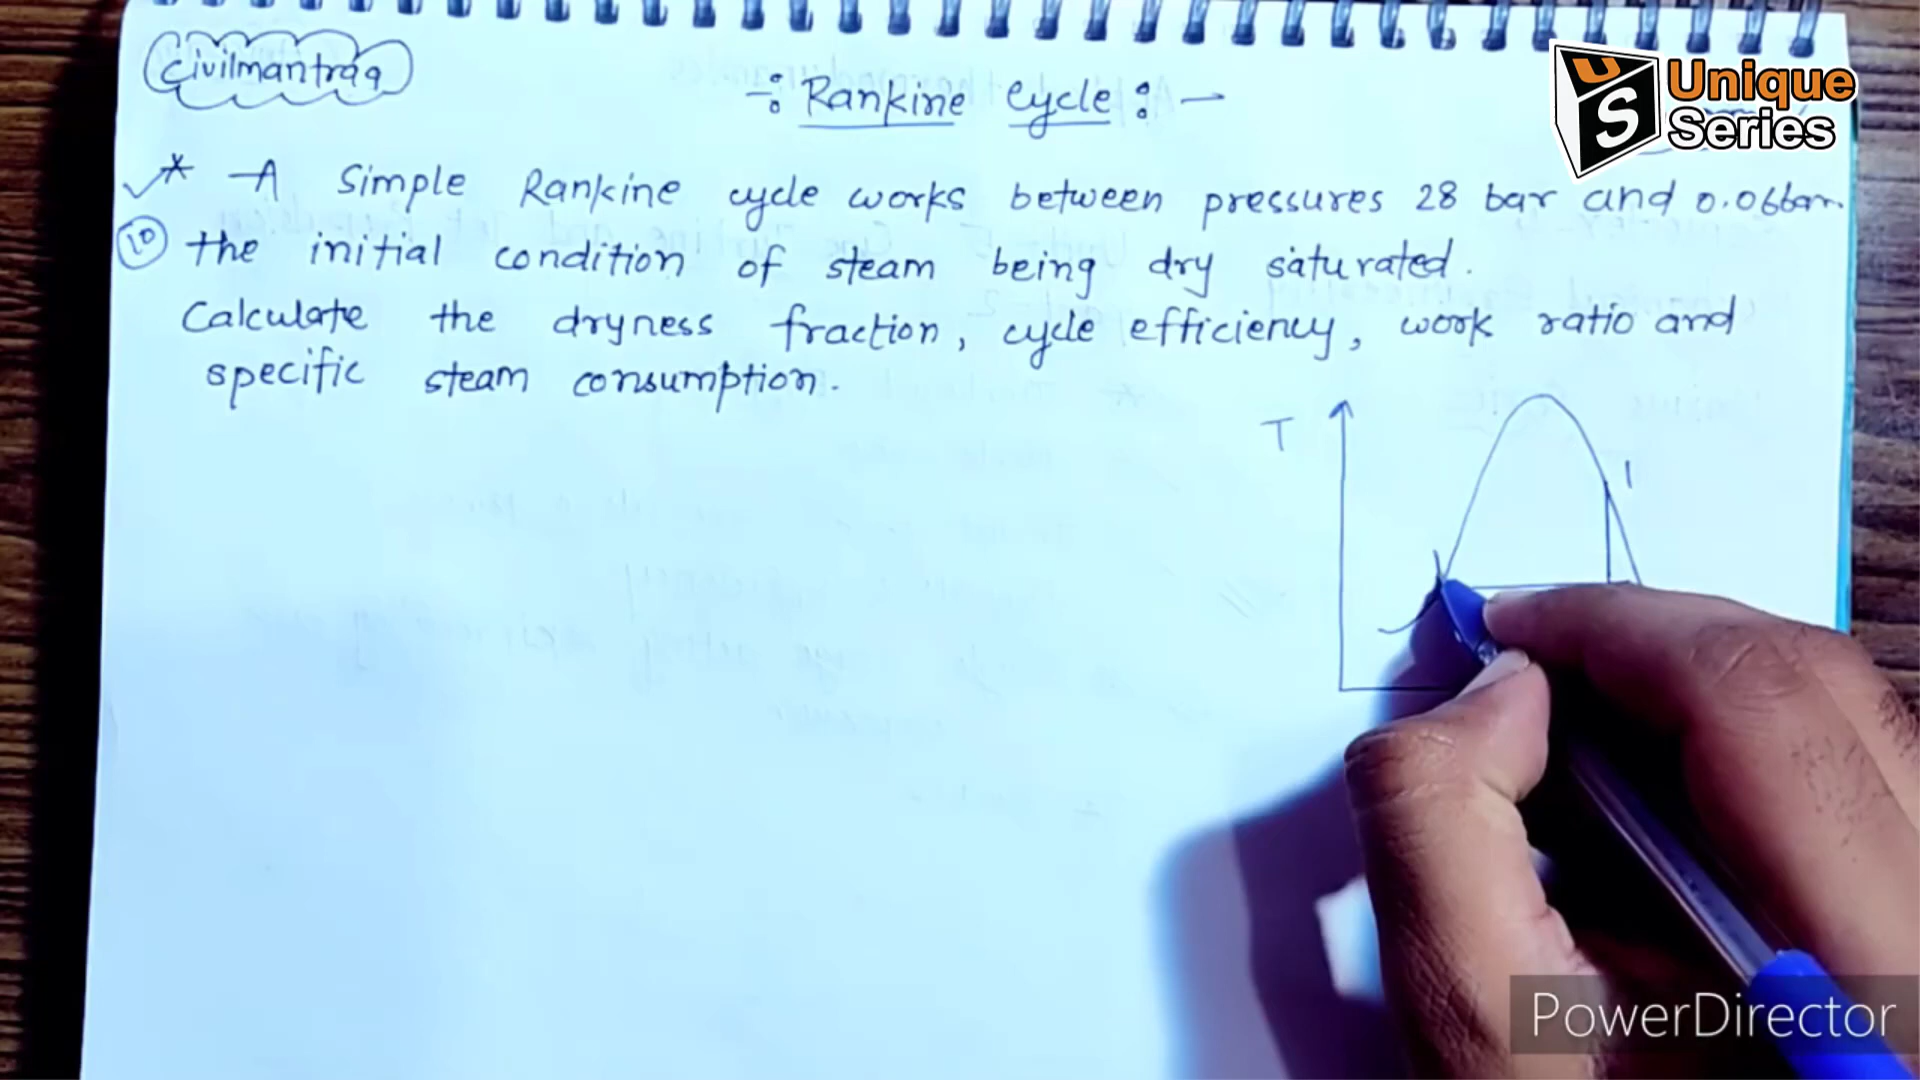 Civilmantraa
Unique
Series
US
-:Rankine Cycle:-
* A simple Rankine cycle works between pressures 28 bar and 0.06bar.
10 the initial condition of steam being dry saturated.
Calculate the dryness fraction, cycle efficiency, work ratio and
specific steam consumption.
T
1
PowerDirector